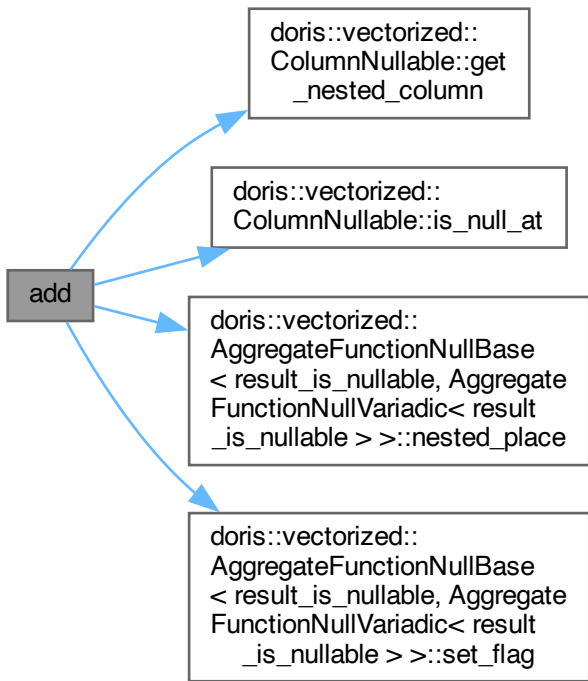 add
doris::vectorized::
ColumnNullable::get
_nested_column
doris::vectorized::
ColumnNullable::is_null_at
doris::vectorized::
AggregateFunctionNullBase
< result_is_nullable, Aggregate
FunctionNullVariadic< result
_is_nullable > >::nested_place
doris::vectorized::
AggregateFunctionNullBase
< result_is_nullable, Aggregate
FunctionNullVariadic< result
_is_nullable > >::set_flag